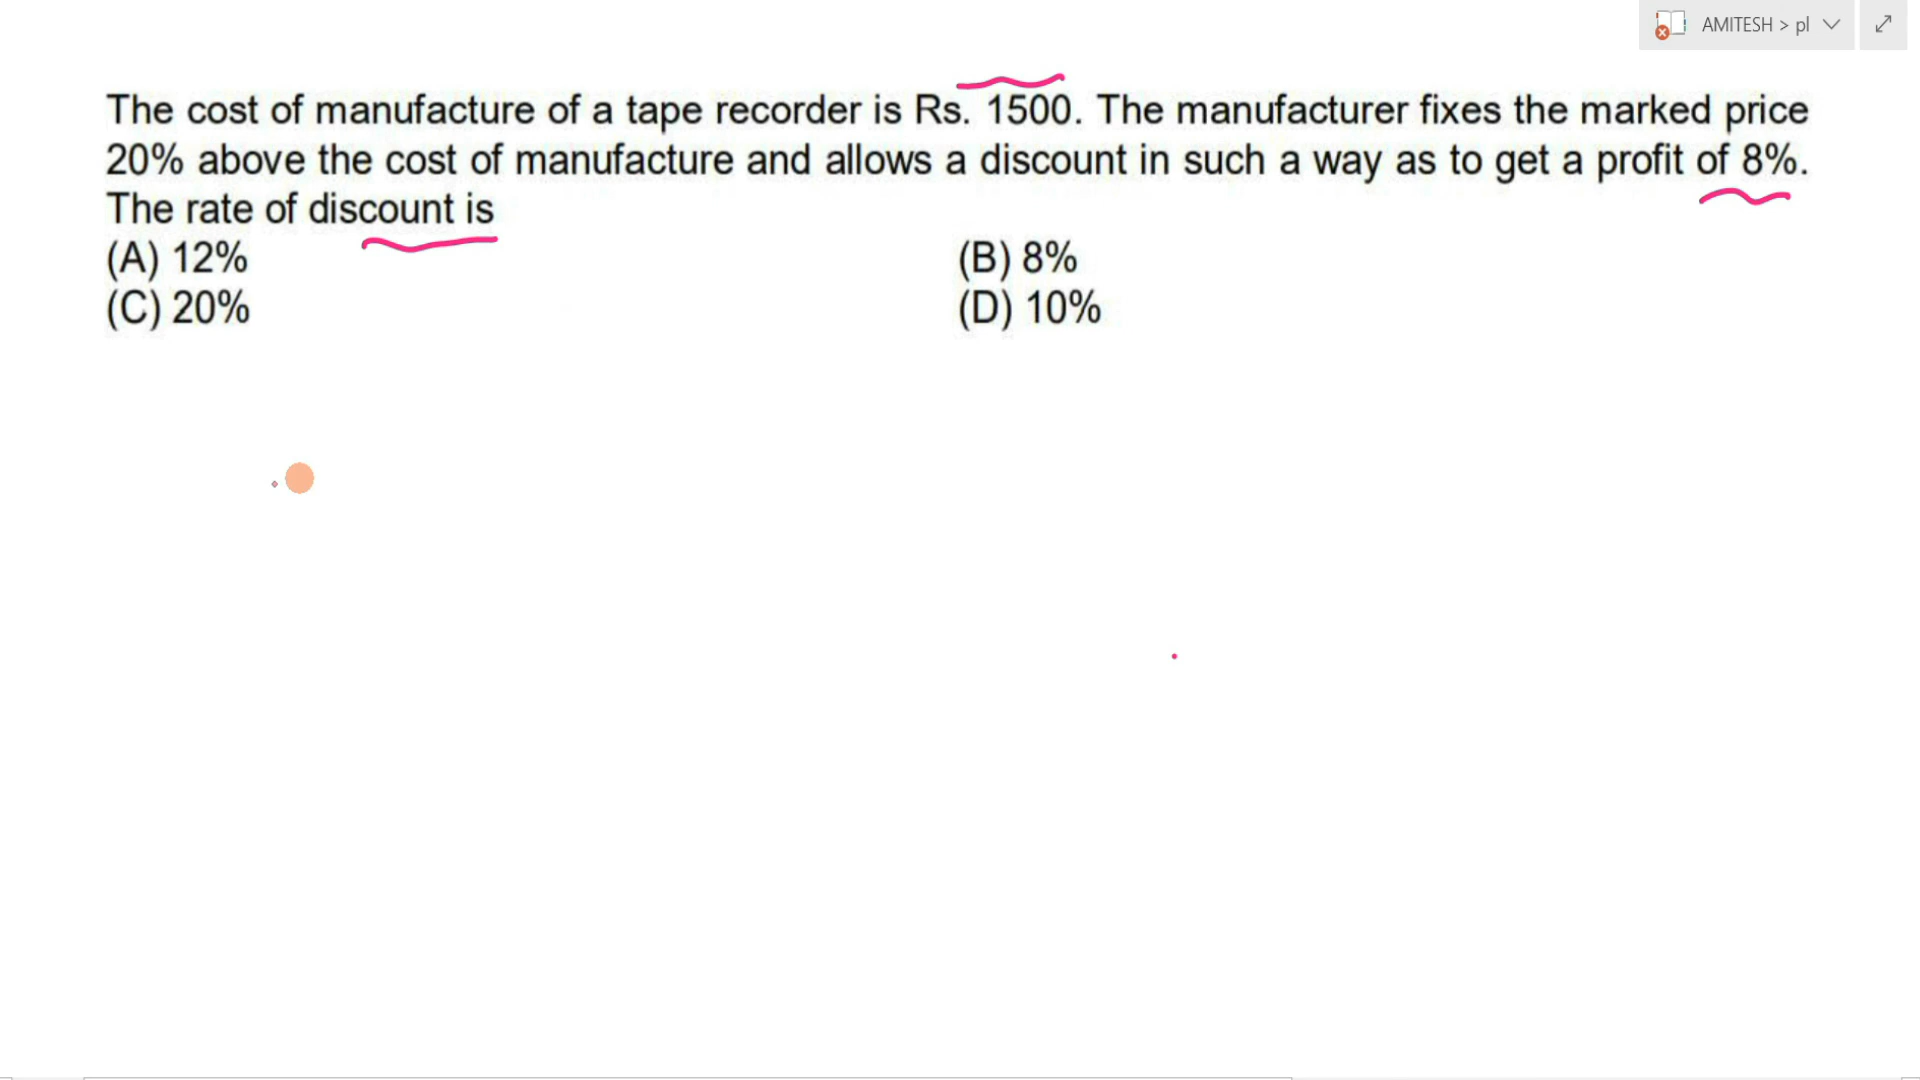 AMITESH > pl
The cost of manufacture of a tape recorder is Rs. 1500. The manufacturer fixes the marked price
20% above the cost of manufacture and allows a discount in such a way as to get a profit of 8%.
The rate of discount is
(A) 12% (B) 8%
(C) 20% (D) 10%